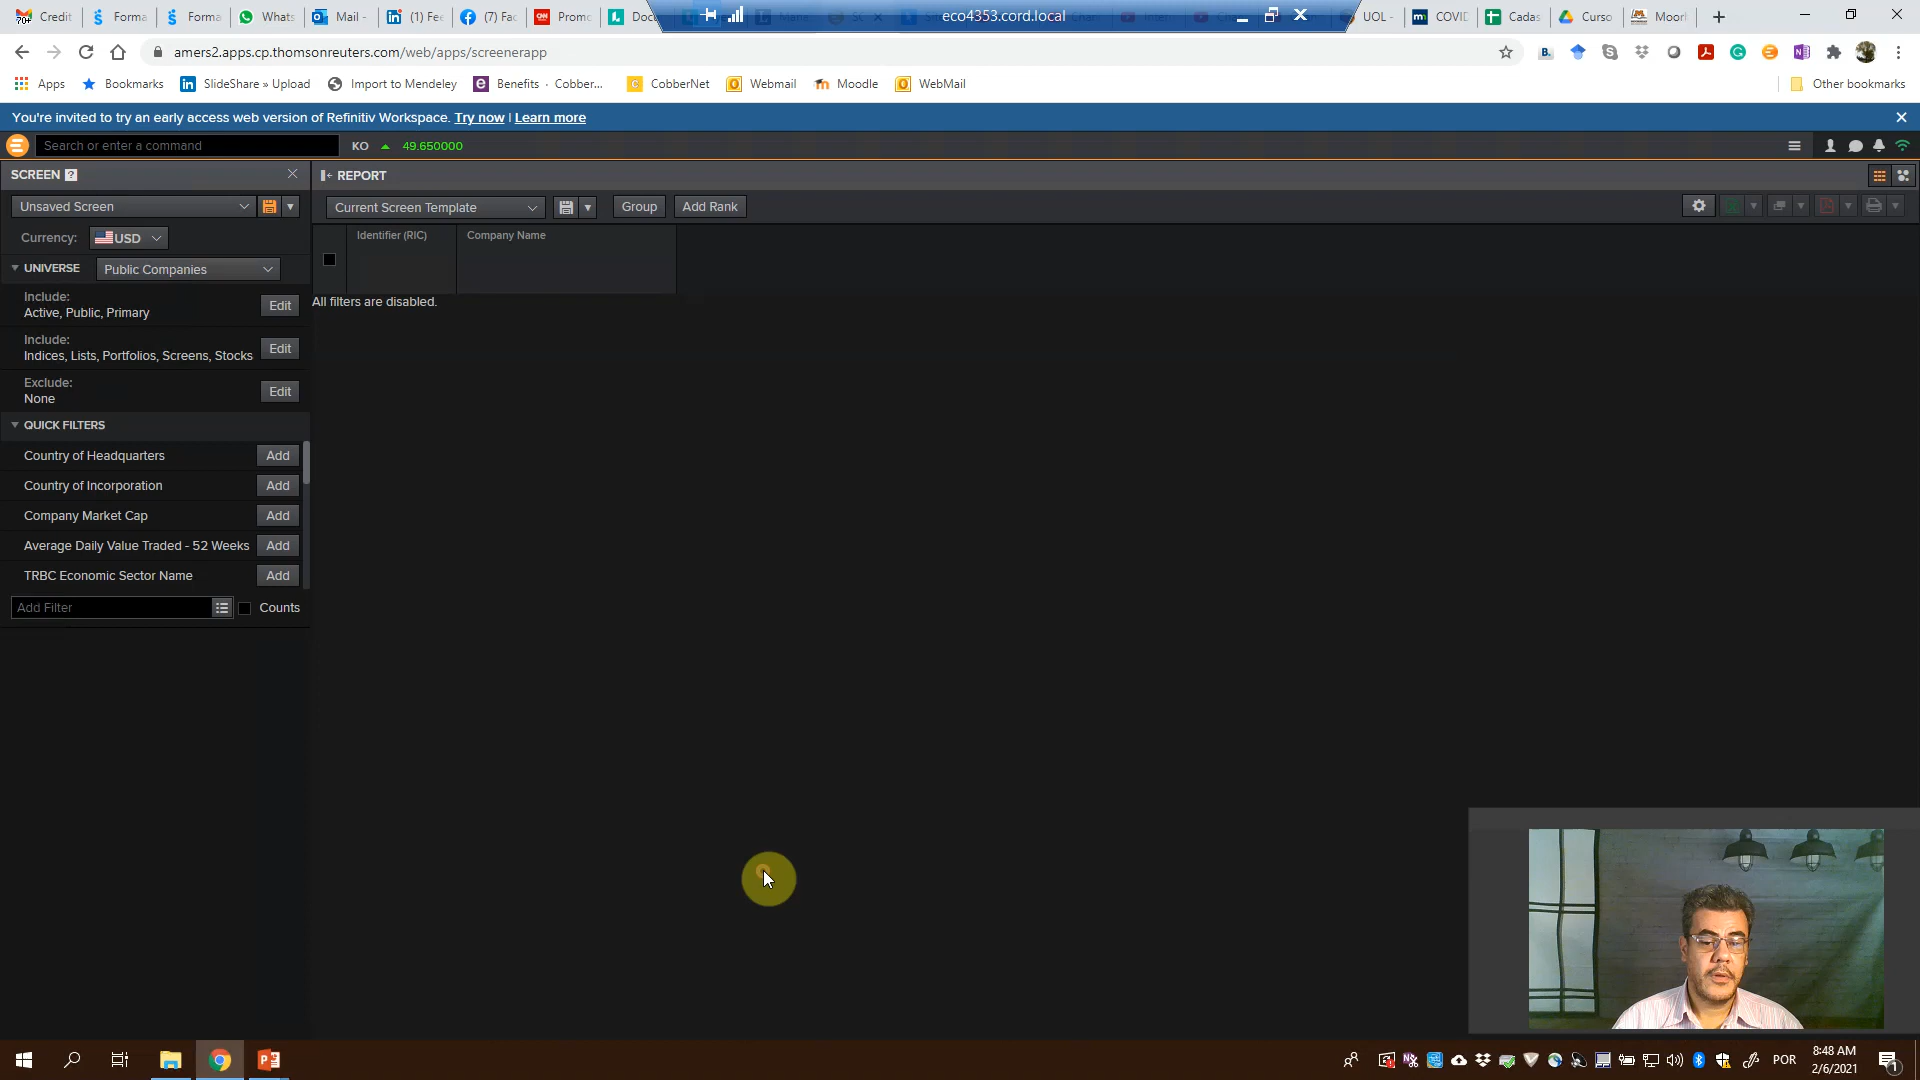 Credit
Forma
Forma
Whats
Mail -
(1) Fee
(7) Fac
Promo
Docu
eco4353.cord.local
UOL -
COVID
Cadas
Curso
Moorh
amers2.apps.cp.thomsonreuters.com/web/apps/screenerapp
Apps
Bookmarks
SlideShare » Upload
Import to Mendeley
Benefits · Cobber...
CobberNet
Webmail
Moodle
WebMail
Other bookmarks
You're invited to try an early access web version of Refinitiv Workspace. Try now | Learn more
Search or enter a command
KO 49.650000
SCREEN ?
REPORT
Unsaved Screen
Current Screen Template
Group
Add Rank
Currency: USD
Identifier (RIC)
Company Name
UNIVERSE
Public Companies
Include:
Active, Public, Primary
Edit
All filters are disabled.
Include:
Indices, Lists, Portfolios, Screens, Stocks
Edit
Exclude:
None
Edit
QUICK FILTERS
Country of Headquarters
Add
Country of Incorporation
Add
Company Market Cap
Add
Average Daily Value Traded - 52 Weeks
Add
TRBC Economic Sector Name
Add
Add Filter
Counts
POR
8:48 AM
2/6/2021